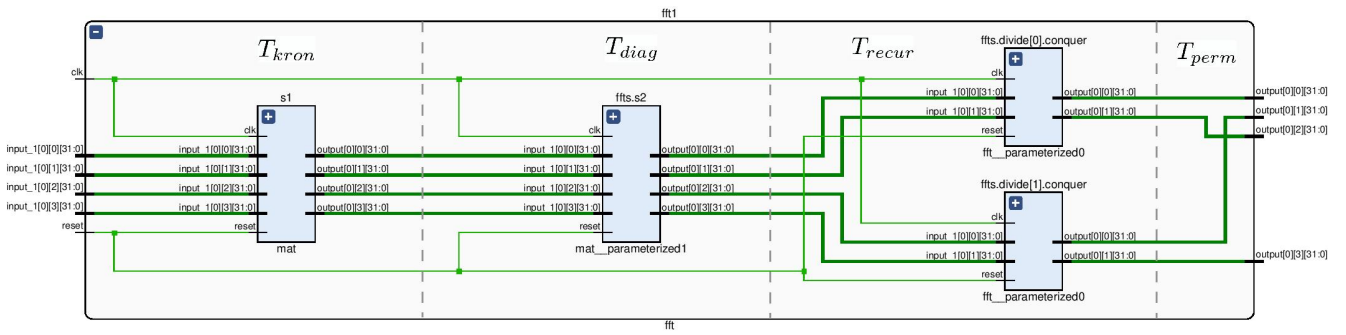 fft1
T_kron
T_diag
T_recur
T_perm
clk
input_1[0][0][31:0]
input_1[0][1][31:0]
input_1[0][2][31:0]
input_1[0][3][31:0]
reset
s1
clk
input_1[0][0][31:0]
input_1[0][1][31:0]
input_1[0][2][31:0]
input_1[0][3][31:0]
reset
output[0][0][31:0]
output[0][1][31:0]
output[0][2][31:0]
output[0][3][31:0]
mat
ffts.s2
clk
input_1[0][0][31:0]
input_1[0][1][31:0]
input_1[0][2][31:0]
input_1[0][3][31:0]
reset
output[0][0][31:0]
output[0][1][31:0]
output[0][2][31:0]
output[0][3][31:0]
mat__parameterized1
ffts.divide[0].conquer
clk
input_1[0][0][31:0]
input_1[0][1][31:0]
reset
output[0][0][31:0]
output[0][1][31:0]
fft__parameterized0
ffts.divide[1].conquer
clk
input_1[0][0][31:0]
input_1[0][1][31:0]
reset
output[0][0][31:0]
output[0][1][31:0]
fft__parameterized0
output[0][0][31:0]
output[0][1][31:0]
output[0][2][31:0]
output[0][3][31:0]
fft